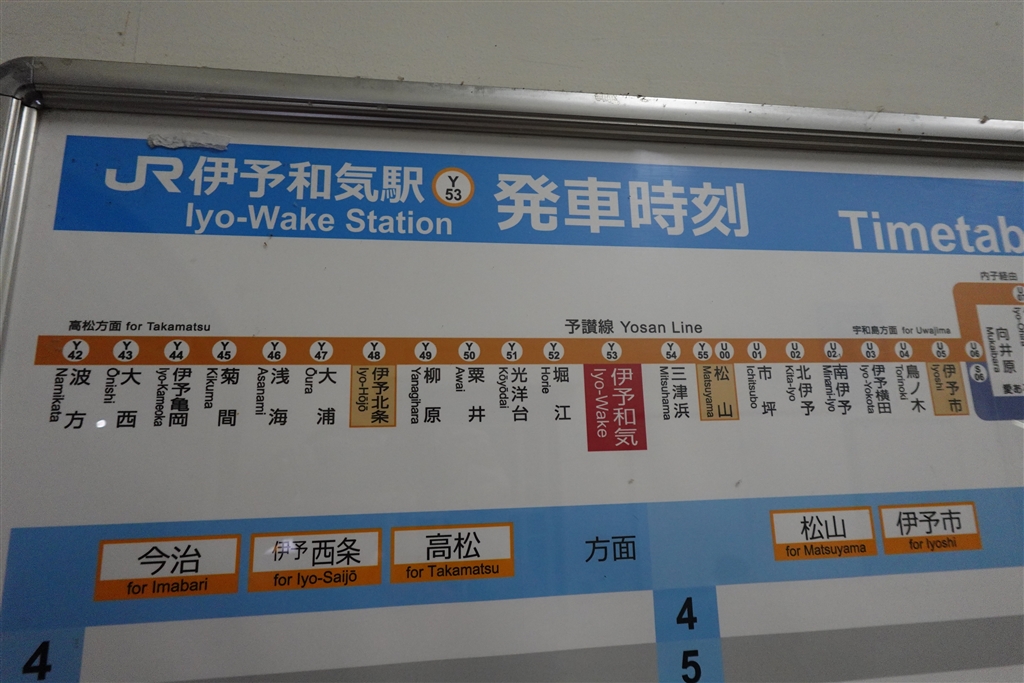 JR伊予和気駅 Y53 発車時刻
Iyo-Wake Station Timetab
内子経由
高松方面 for Takamatsu 予讃線 Yosan Line 宇和島方面 for Uwajima
Y42 波方 Namikata
Y43 大西 Ōnishi
Y44 伊予亀岡 Iyo-Kameoka
Y45 菊間 Kikuma
Y46 浅海 Asanami
Y47 大浦 Ōura
Y48 伊予北条 Iyo-Hōjō
Y49 柳原 Yanagihara
Y50 粟井 Awai
Y51 光洋台 Kōyōdai
Y52 堀江 Horie
Y53 伊予和気 Iyo-Wake
Y54 三津浜 Mitsuhama
Y55 U00 松山 Matsuyama
U01 市坪 Ichitsubo
U02 北伊予 Kita-Iyo
U02-1 南伊予 Minami-Iyo
U03 伊予横田 Iyo-Yokota
U04 鳥ノ木 Torinoki
U05 伊予市 Iyoshi
U06 S06 向井原 Mukaibara
愛あ
今治 for Imabari
伊予西条 for Iyo-Saijō
高松 for Takamatsu
方面
松山 for Matsuyama
伊予市 for Iyoshi
4
4
5